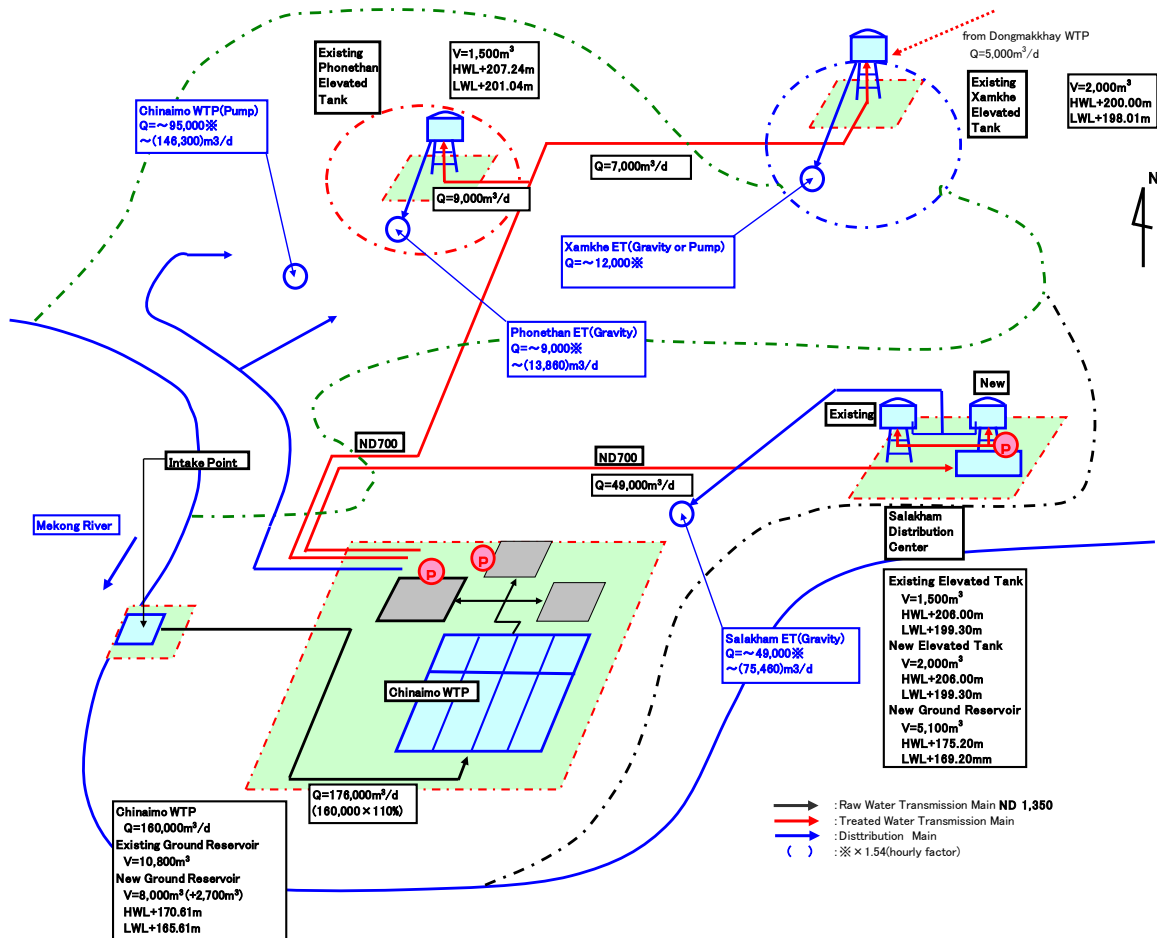 from Dongmakkhay WTP
Q=5,000m³/d
Existing
Phonethan
Elevated
Tank
V=1,500m³
HWL+207.24m
LWL+201.04m
Existing
Xamkhe
Elevated
Tank
V=2,000m³
HWL+200.00m
LWL+198.01m
Chinaimo WTP(Pump)
Q=~95,000※
~(146,300)m3/d
Q=7,000m³/d
Q=9,000m³/d
N
Xamkhe ET(Gravity or Pump)
Q=~12,000※
Phonethan ET(Gravity)
Q=~9,000※
~(13,860)m3/d
New
Existing
P
ND700
ND700
Intake Point
Q=49,000m³/d
Mekong River
Salakham
Distribution
Center
P
P
Existing Elevated Tank
V=1,500m³
HWL+206.00m
LWL+199.30m
New Elevated Tank
V=2,000m³
HWL+206.00m
LWL+199.30m
New Ground Reservoir
V=5,100m³
HWL+175.20m
LWL+169.20mm
Salakham ET(Gravity)
Q=~49,000※
~(75,460)m3/d
Chinaimo WTP
Q=176,000m³/d
(160,000×110%)
Chinaimo WTP
Q=160,000m³/d
Existing Ground Reservoir
V=10,800m³
New Ground Reservoir
V=8,000m³(+2,700m³)
HWL+170.61m
LWL+165.61m
: Raw Water Transmission Main ND 1,350
: Treated Water Transmission Main
: Disttribution Main
( ) : ※×1.54(hourly factor)